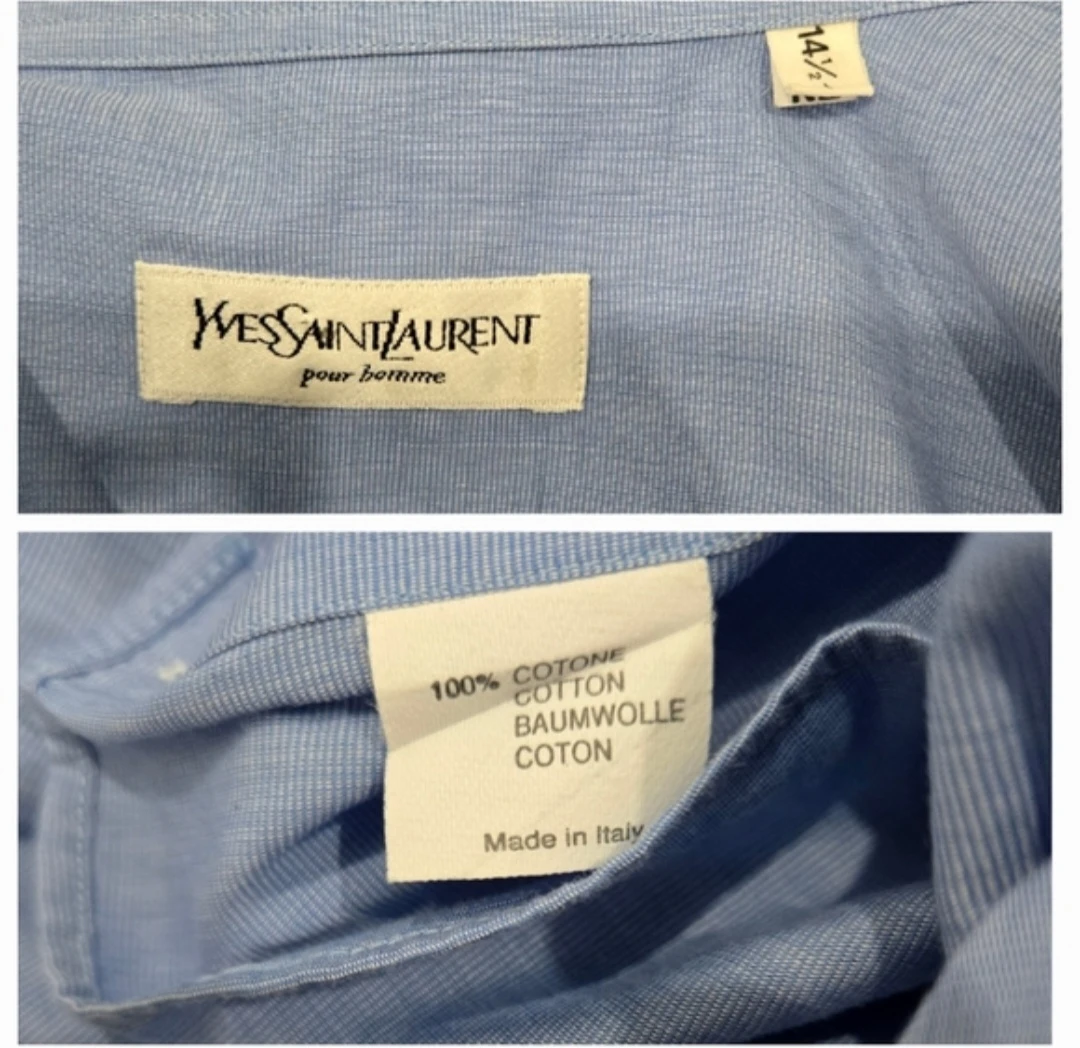 14½
YVESSAINTLAURENT
pour homme
100% COTONE
COTTON
BAUMWOLLE
COTON
Made in Italy